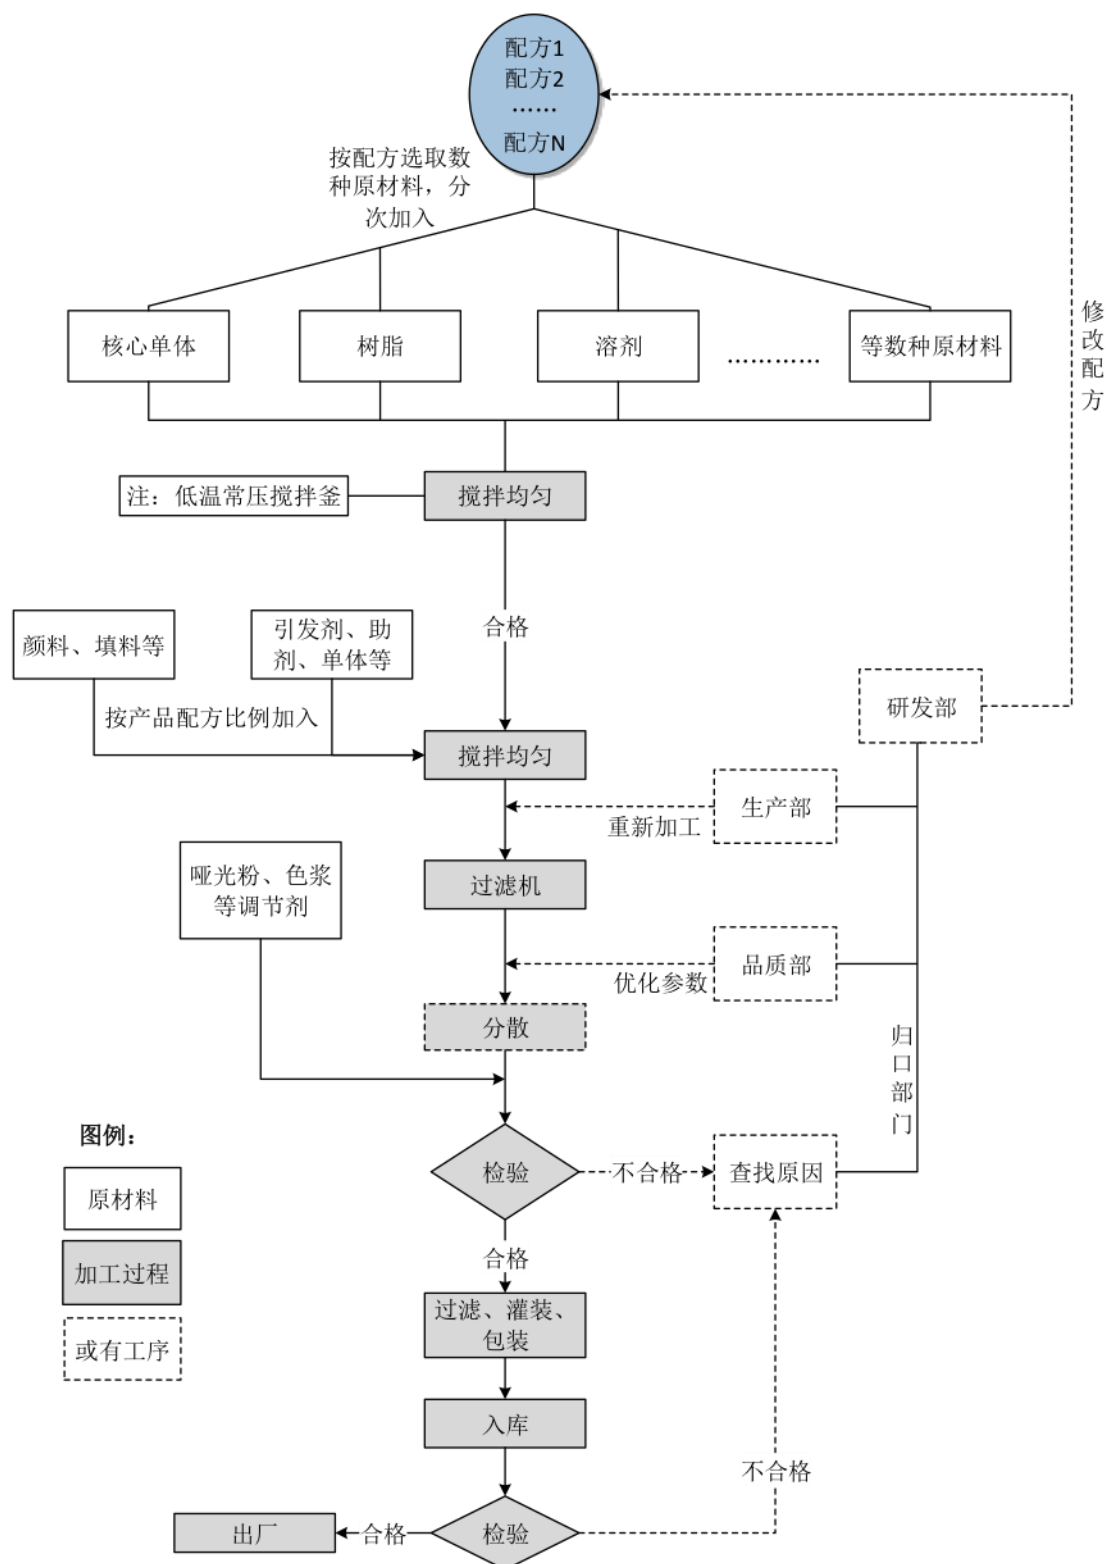 配方1
配方2
……
配方N
按配方选取数
种原材料，分
次加入
核心单体
树脂
溶剂
…………
等数种原材料
修改配方
注：低温常压搅拌釜
搅拌均匀
合格
颜料、填料等
引发剂、助
剂、单体等
按产品配方比例加入
搅拌均匀
研发部
生产部
重新加工
哑光粉、色浆
等调节剂
过滤机
品质部
优化参数
分散
归口部门
图例：
原材料
加工过程
或有工序
检验
不合格
查找原因
合格
过滤、灌装、
包装
入库
不合格
出厂
合格
检验